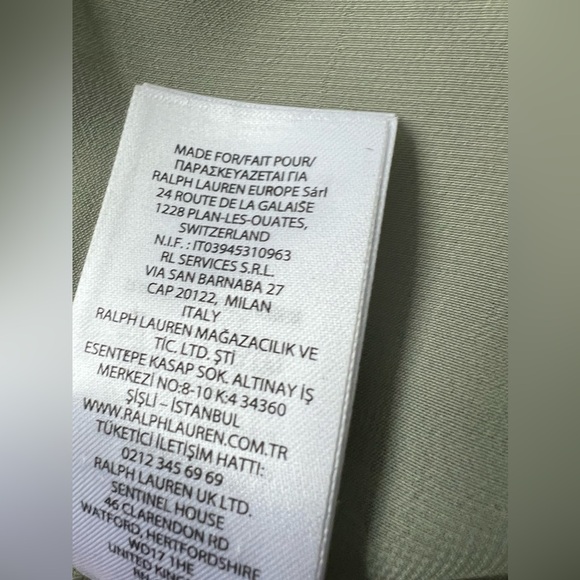 MADE FOR/FAIT POUR/
ΠΑΡΑΣΚΕΥΑΖΕΤΑΙ ΓΙΑ
RALPH LAUREN EUROPE Sárl
24 ROUTE DE LA GALAISE
1228 PLAN-LES-OUATES,
SWITZERLAND
N.I.F. : IT03945310963
RL SERVICES S.R.L.
VIA SAN BARNABA 27
CAP 20122, MILAN
ITALY
RALPH LAUREN MAĞAZACILIK VE
TİC. LTD. ŞTİ
ESENTEPE KASAP SOK. ALTINAY İŞ
MERKEZİ NO:8-10 K:4 34360
ŞİŞLİ – İSTANBUL
WWW.RALPHLAUREN.COM.TR
TÜKETİCİ İLETİŞİM HATTI:
0212 345 69 69
RALPH LAUREN UK LTD.
SENTINEL HOUSE
46 CLARENDON RD
WATFORD, HERTFORDSHIRE
WD17 1HE
UNITED